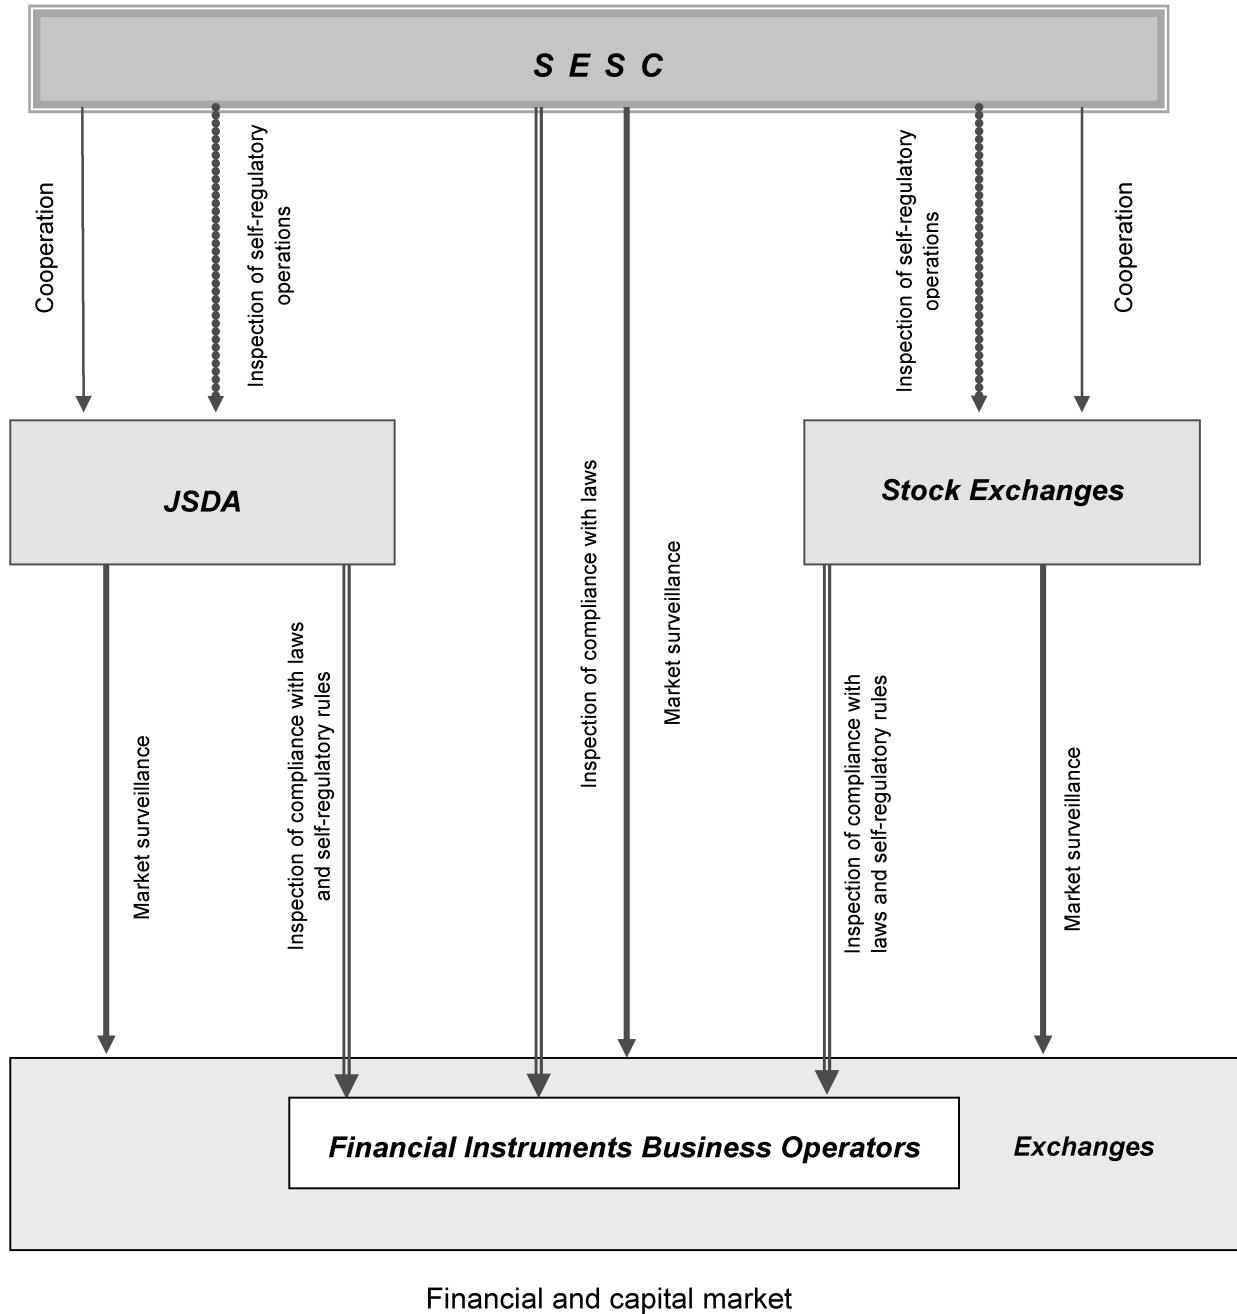 S E S C
Cooperation
Inspection of self-regulatory
operations
Inspection of self-regulatory
operations
Cooperation
JSDA
Stock Exchanges
Inspection of compliance with laws
Market surveillance
Market surveillance
Inspection of compliance with laws
and self-regulatory rules
Inspection of compliance with
laws and self-regulatory rules
Market surveillance
Financial Instruments Business Operators
Exchanges
Financial and capital market